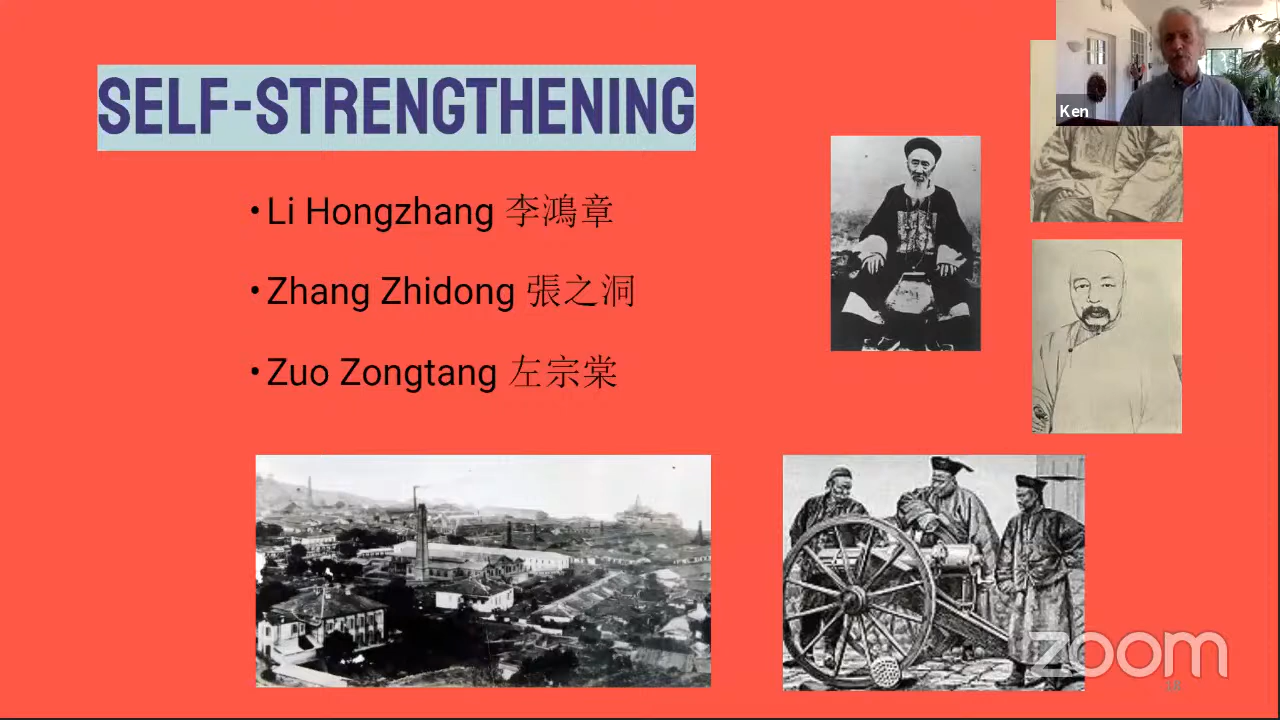 SELF-STRENGTHENING
Ken
• Li Hongzhang 李鴻章
• Zhang Zhidong 張之洞
• Zuo Zongtang 左宗棠
zoom
18